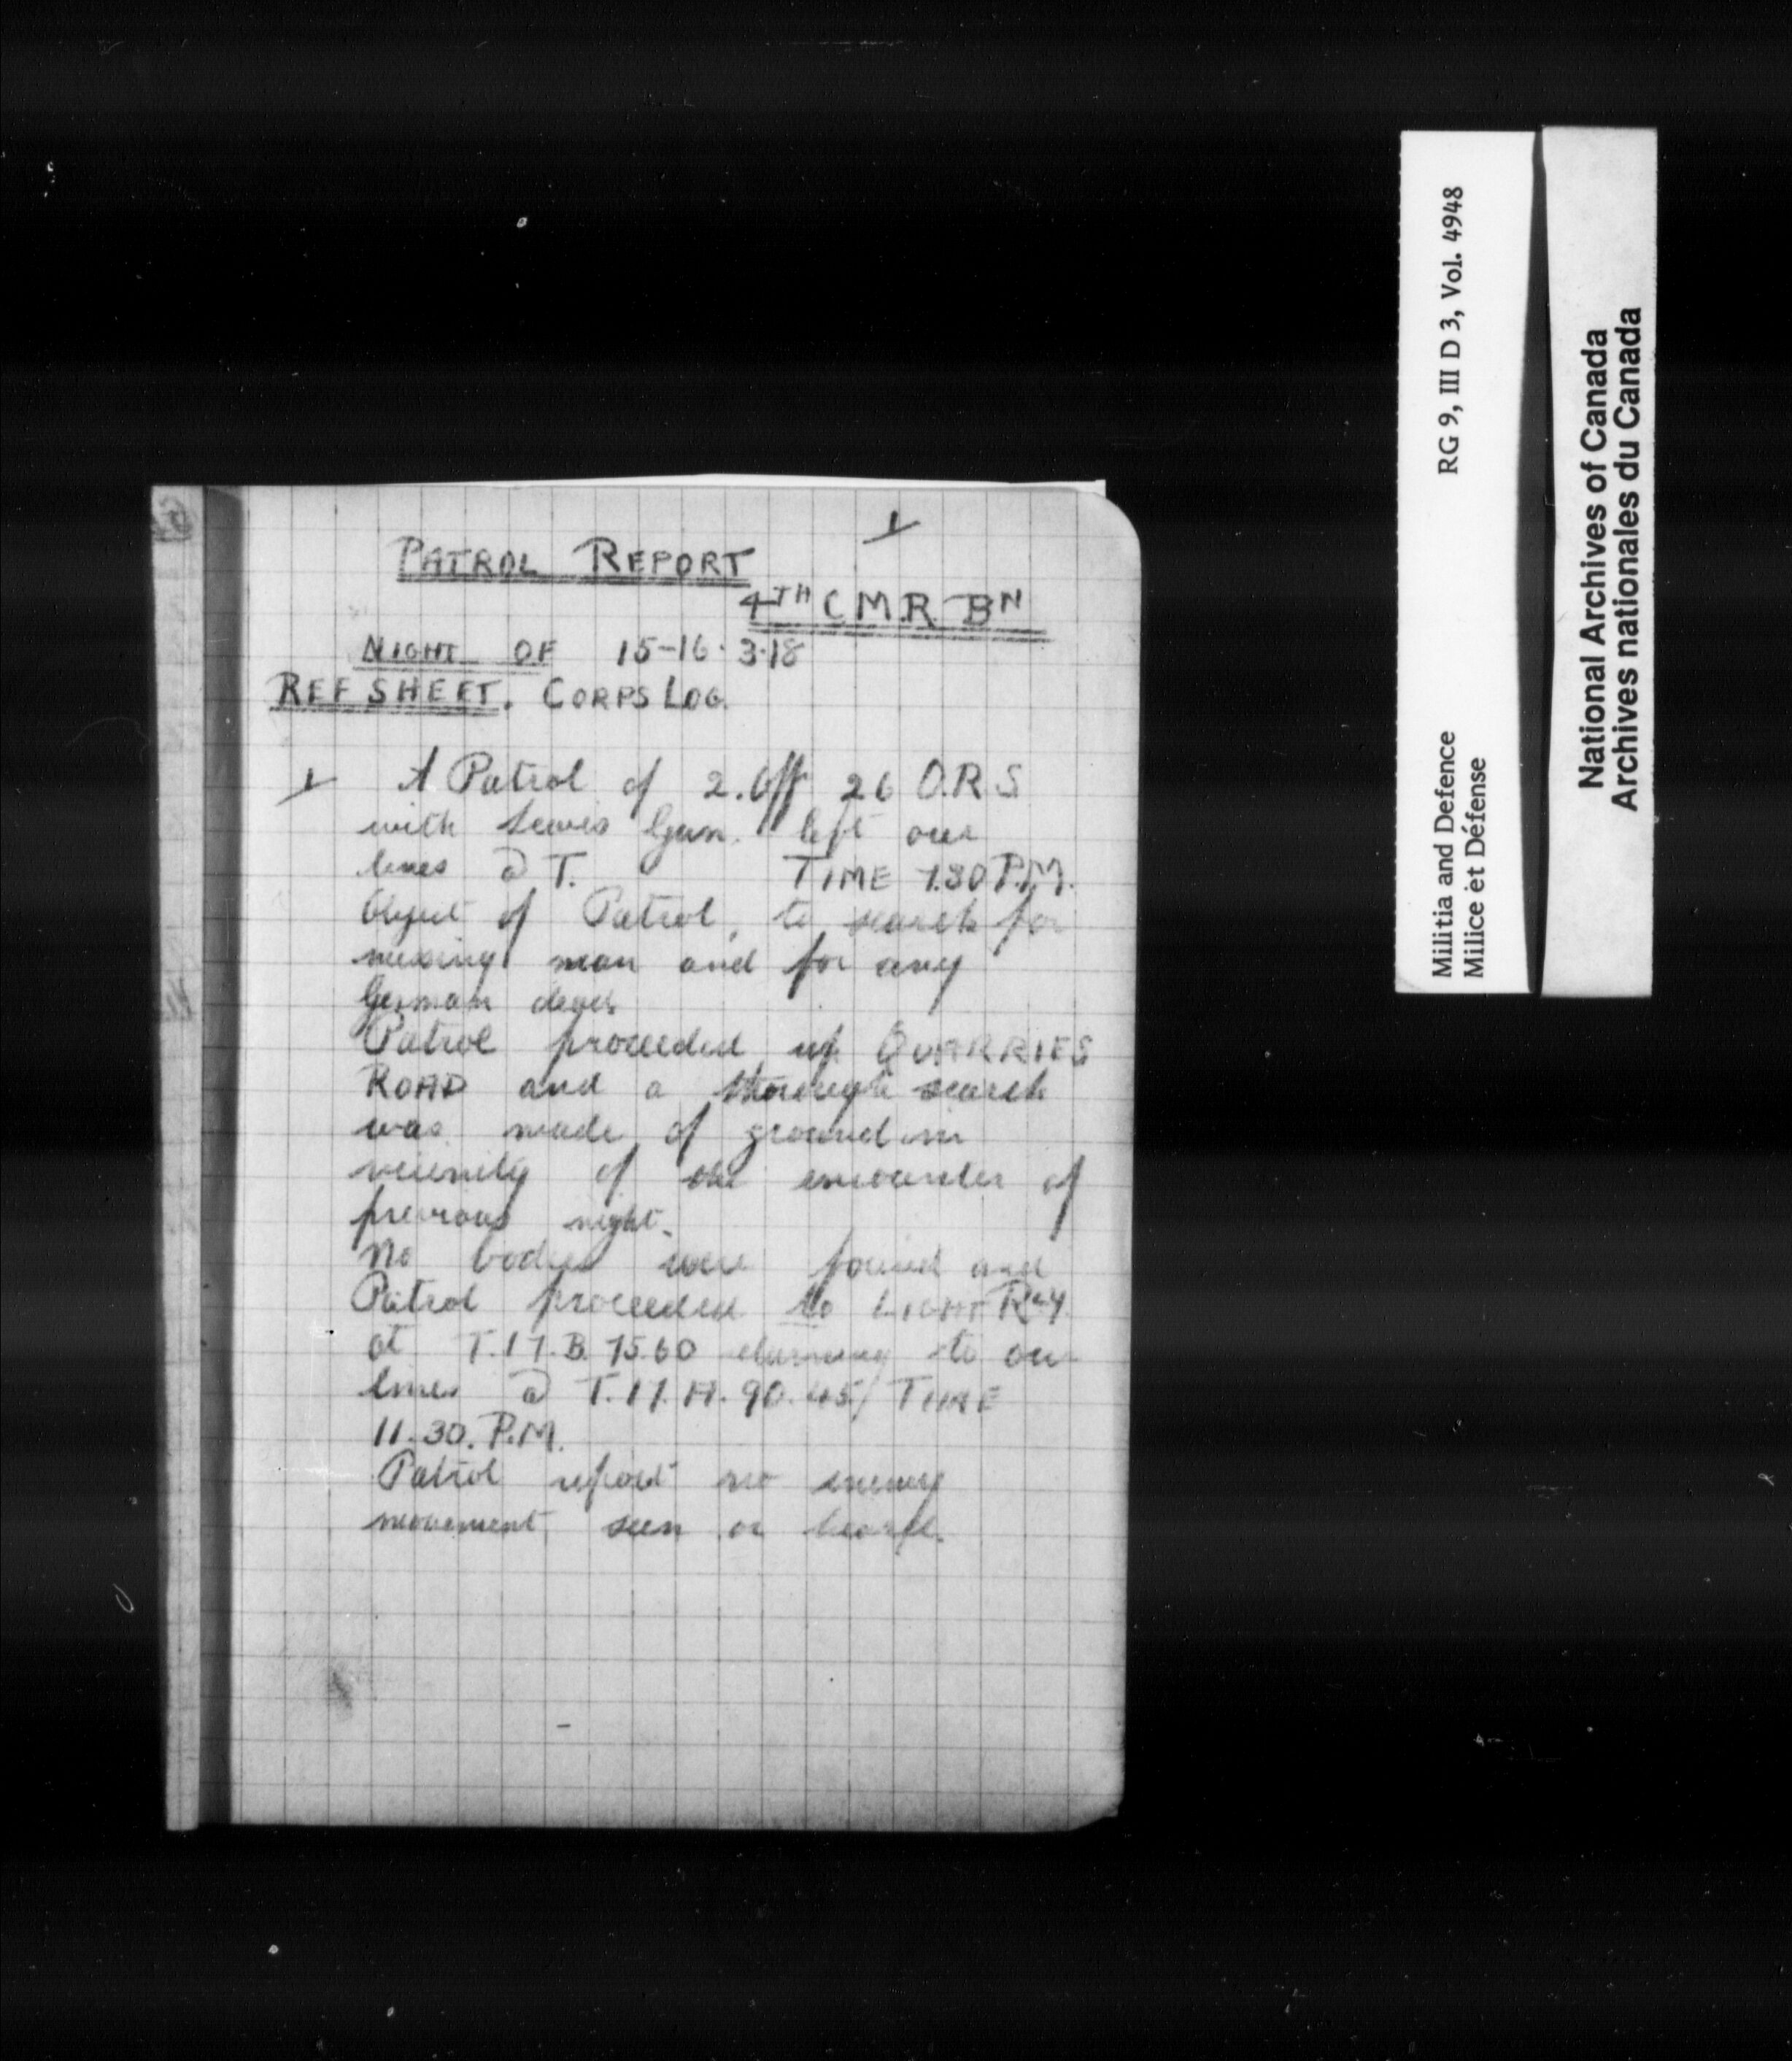 1
PATROL REPORT
4TH C.M.R BN
NIGHT OF 15-16.3.18
REF SHEET. CORPS LOG.
1 A Patrol of 2.Off 26 O.R.S
with Lewis Gun. left our
lines @ T. TIME 7.30 P.M.
Object of Patrol, to search for
missing man and for any
German dead.
Patrol proceeded up QUARRIES
ROAD and a thorough search
was made of ground in
vicinity of the encounter of
previous night.
No bodies were found and
Patrol proceeded to LIGHT RLY
at T.17.B.75.60 returning to our
lines @ T.17.A.90.45/ TIME
11.30. P.M.
Patrol report no enemy
movement seen or heard.
RG 9, III D 3, Vol. 4948
Militia and Defence
Milice et Défense
National Archives of Canada
Archives nationales du Canada